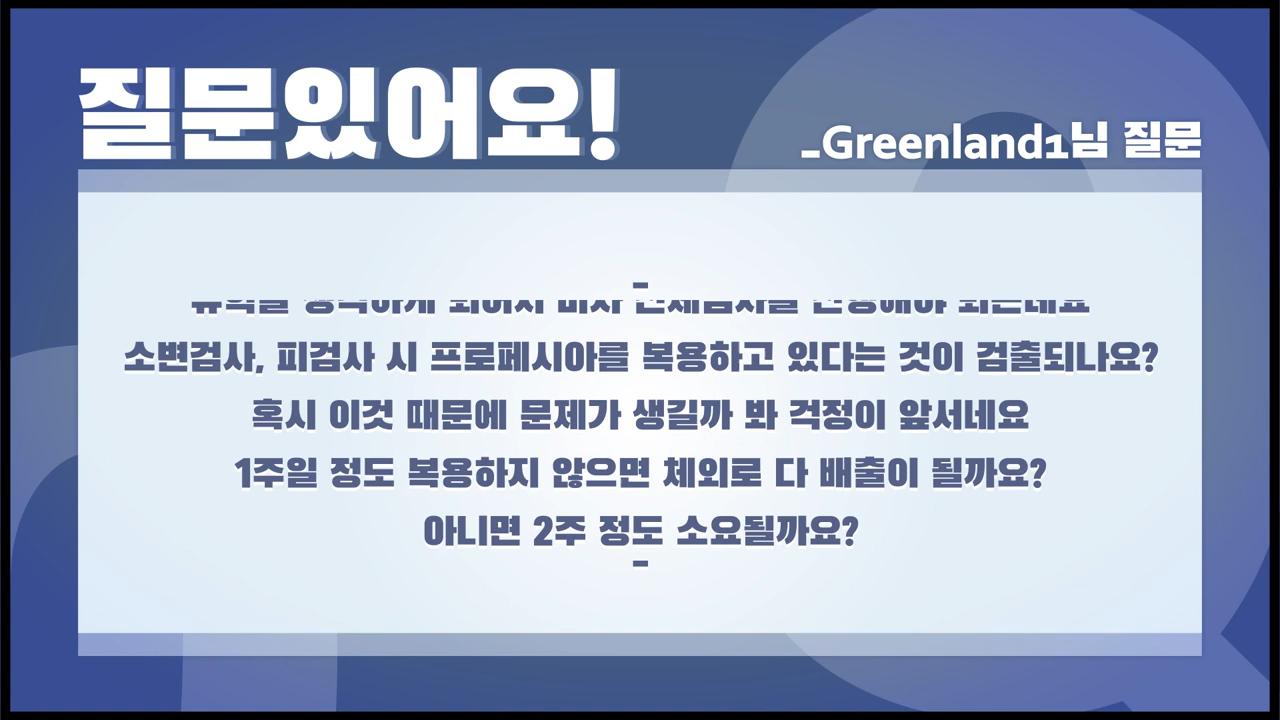 질문있어요!
-Greenland1님 질문
-
소변검사, 피검사 시 프로페시아를 복용하고 있다는 것이 검출되나요?
혹시 이것 때문에 문제가 생길까 봐 걱정이 앞서네요
1주일 정도 복용하지 않으면 체외로 다 배출이 될까요?
아니면 2주 정도 소요될까요?
-